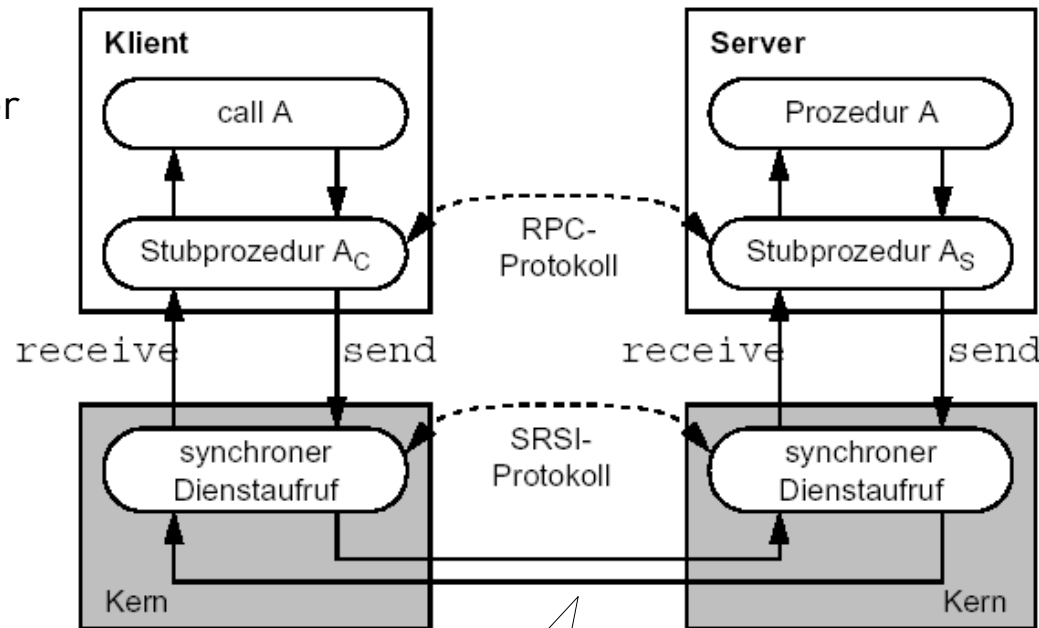 Klient
Server
r
call A
Prozedur A
Stubprozedur A_C
RPC-
Protokoll
Stubprozedur A_S
receive
send
receive
send
synchroner
Dienstaufruf
SRSI-
Protokoll
synchroner
Dienstaufruf
Kern
Kern